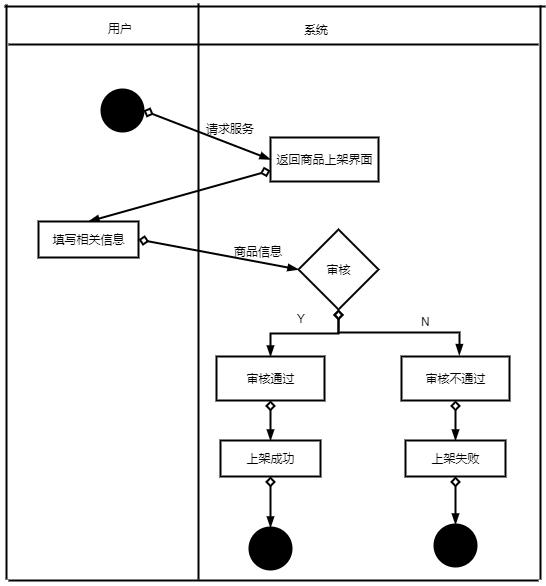 用户
系统
请求服务
返回商品上架界面
填写相关信息
商品信息
审核
Y
N
审核通过
审核不通过
上架成功
上架失败